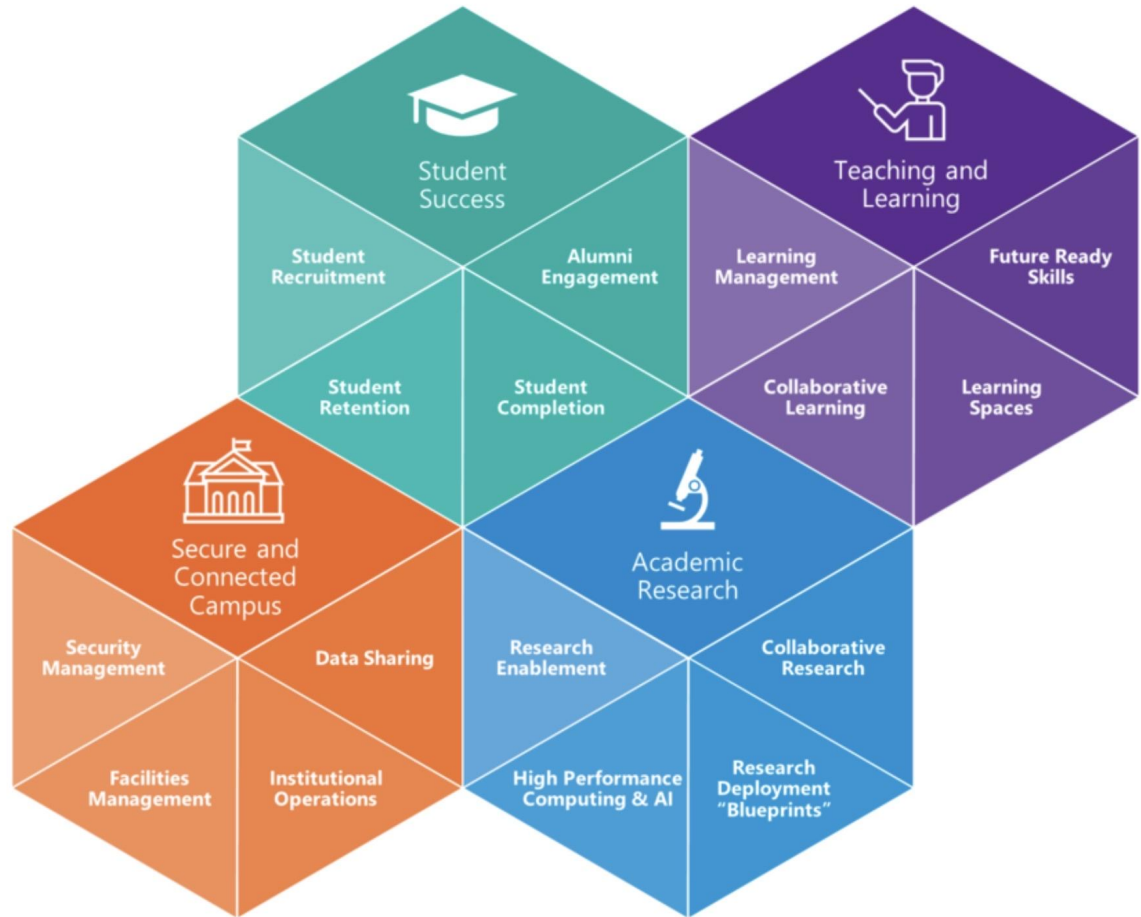 Student
Success
Student
Recruitment
Alumni
Engagement
Student
Retention
Student
Completion
Teaching and
Learning
Learning
Management
Future Ready
Skills
Collaborative
Learning
Learning
Spaces
Secure and
Connected
Campus
Security
Management
Data Sharing
Facilities
Management
Institutional
Operations
Academic
Research
Research
Enablement
Collaborative
Research
High Performance
Computing & AI
Research
Deployment
“Blueprints”